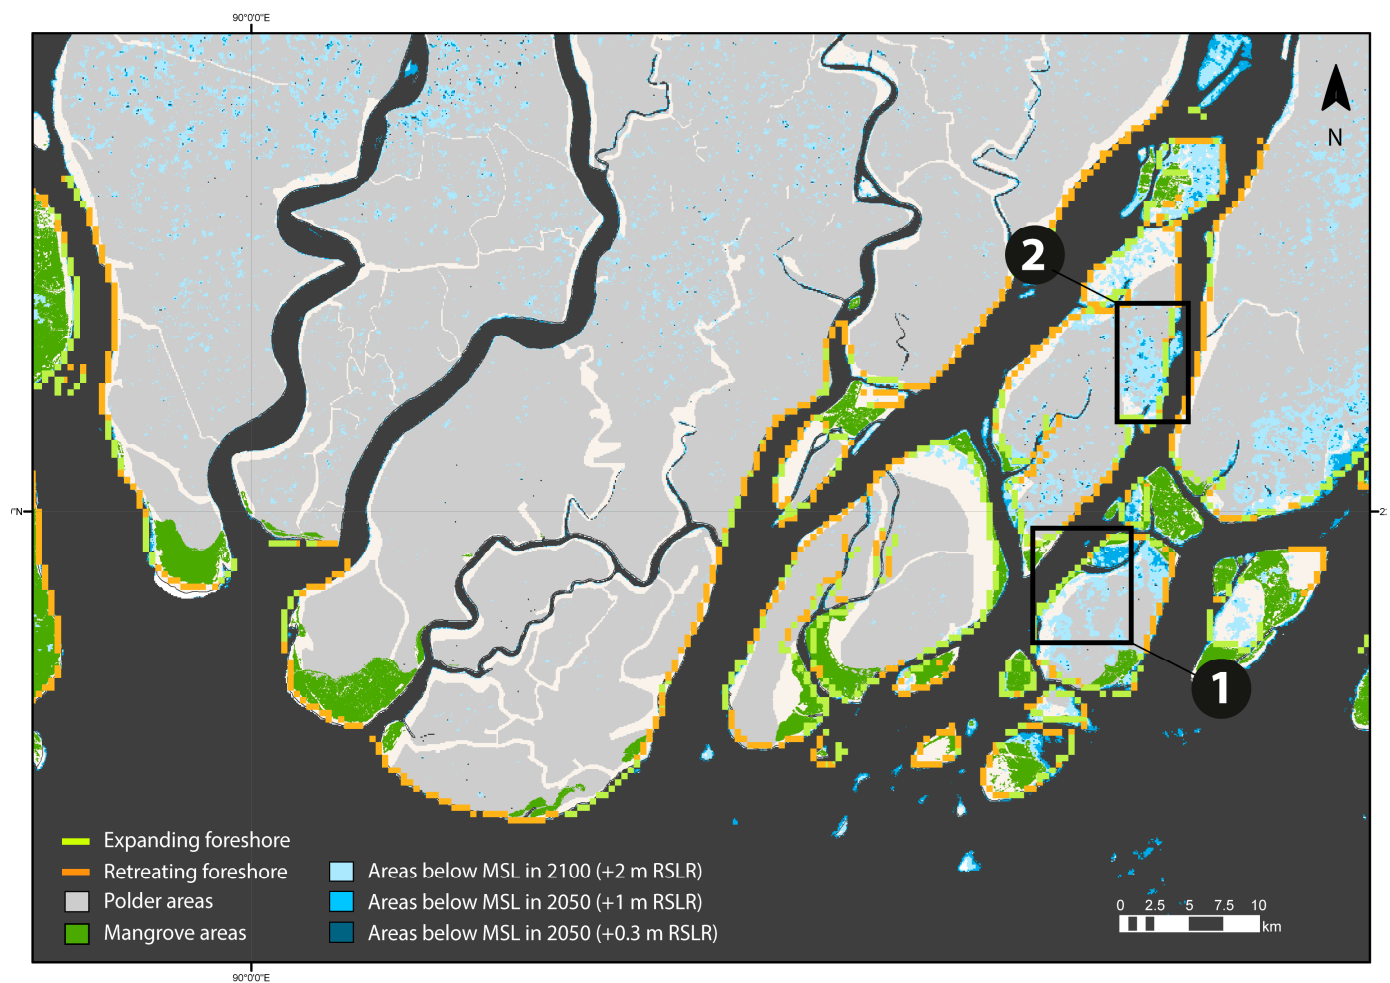 90°0'0"E
N
2
"N
2
1
Expanding foreshore
Retreating foreshore
Polder areas
Mangrove areas
Areas below MSL in 2100 (+2 m RSLR)
Areas below MSL in 2050 (+1 m RSLR)
Areas below MSL in 2050 (+0.3 m RSLR)
0 2.5 5 7.5 10
km
90°0'0"E